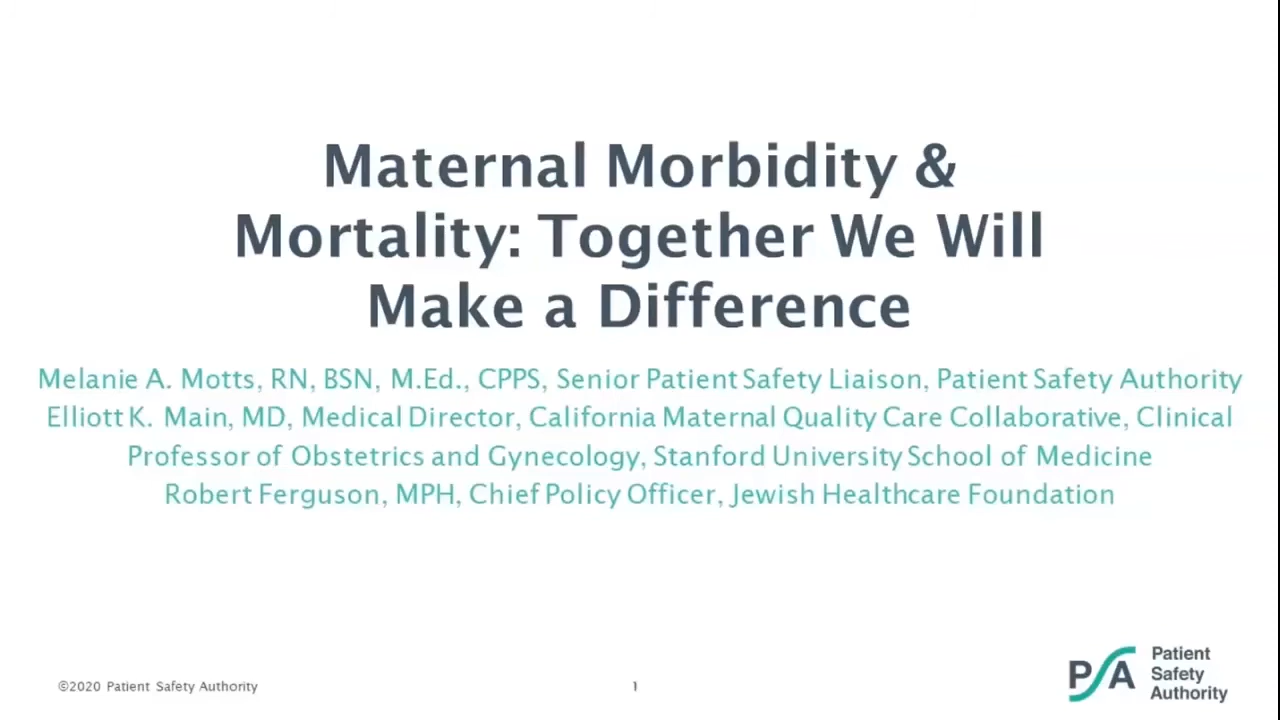 Maternal Morbidity &
Mortality: Together We Will
Make a Difference
Melanie A. Motts, RN, BSN, M.Ed., CPPS, Senior Patient Safety Liaison, Patient Safety Authority
Elliott K. Main, MD, Medical Director, California Maternal Quality Care Collaborative, Clinical
Professor of Obstetrics and Gynecology, Stanford University School of Medicine
Robert Ferguson, MPH, Chief Policy Officer, Jewish Healthcare Foundation
©2020 Patient Safety Authority
1
PSA
Patient
Safety
Authority